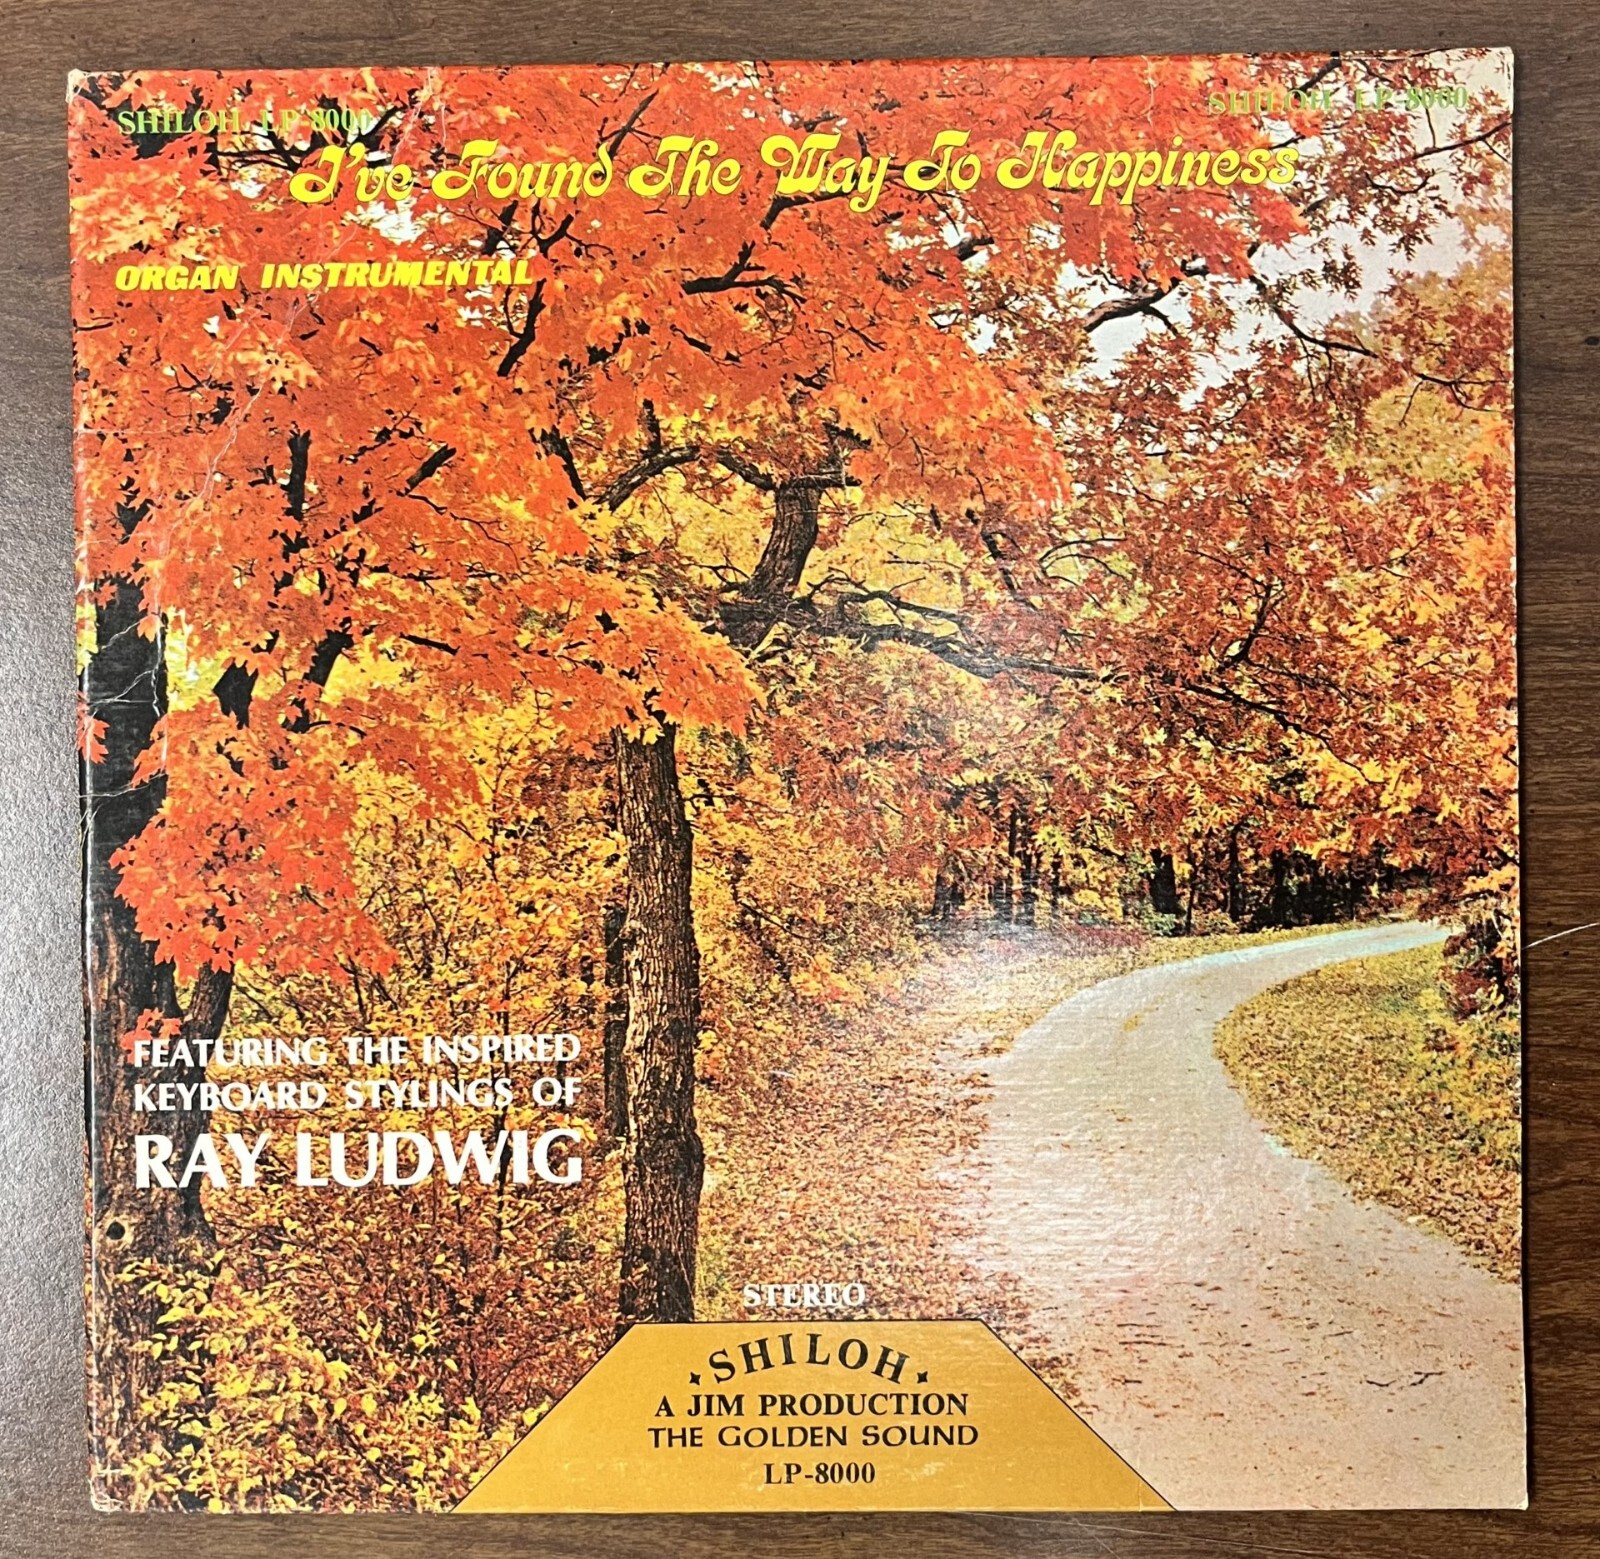 SHILOH LP-8000
SHILOH LP-8000
I've Found The Way To Happiness
ORGAN INSTRUMENTAL
FEATURING THE INSPIRED
KEYBOARD STYLINGS OF
RAY LUDWIG
STEREO
SHILOH
A JIM PRODUCTION
THE GOLDEN SOUND
LP-8000